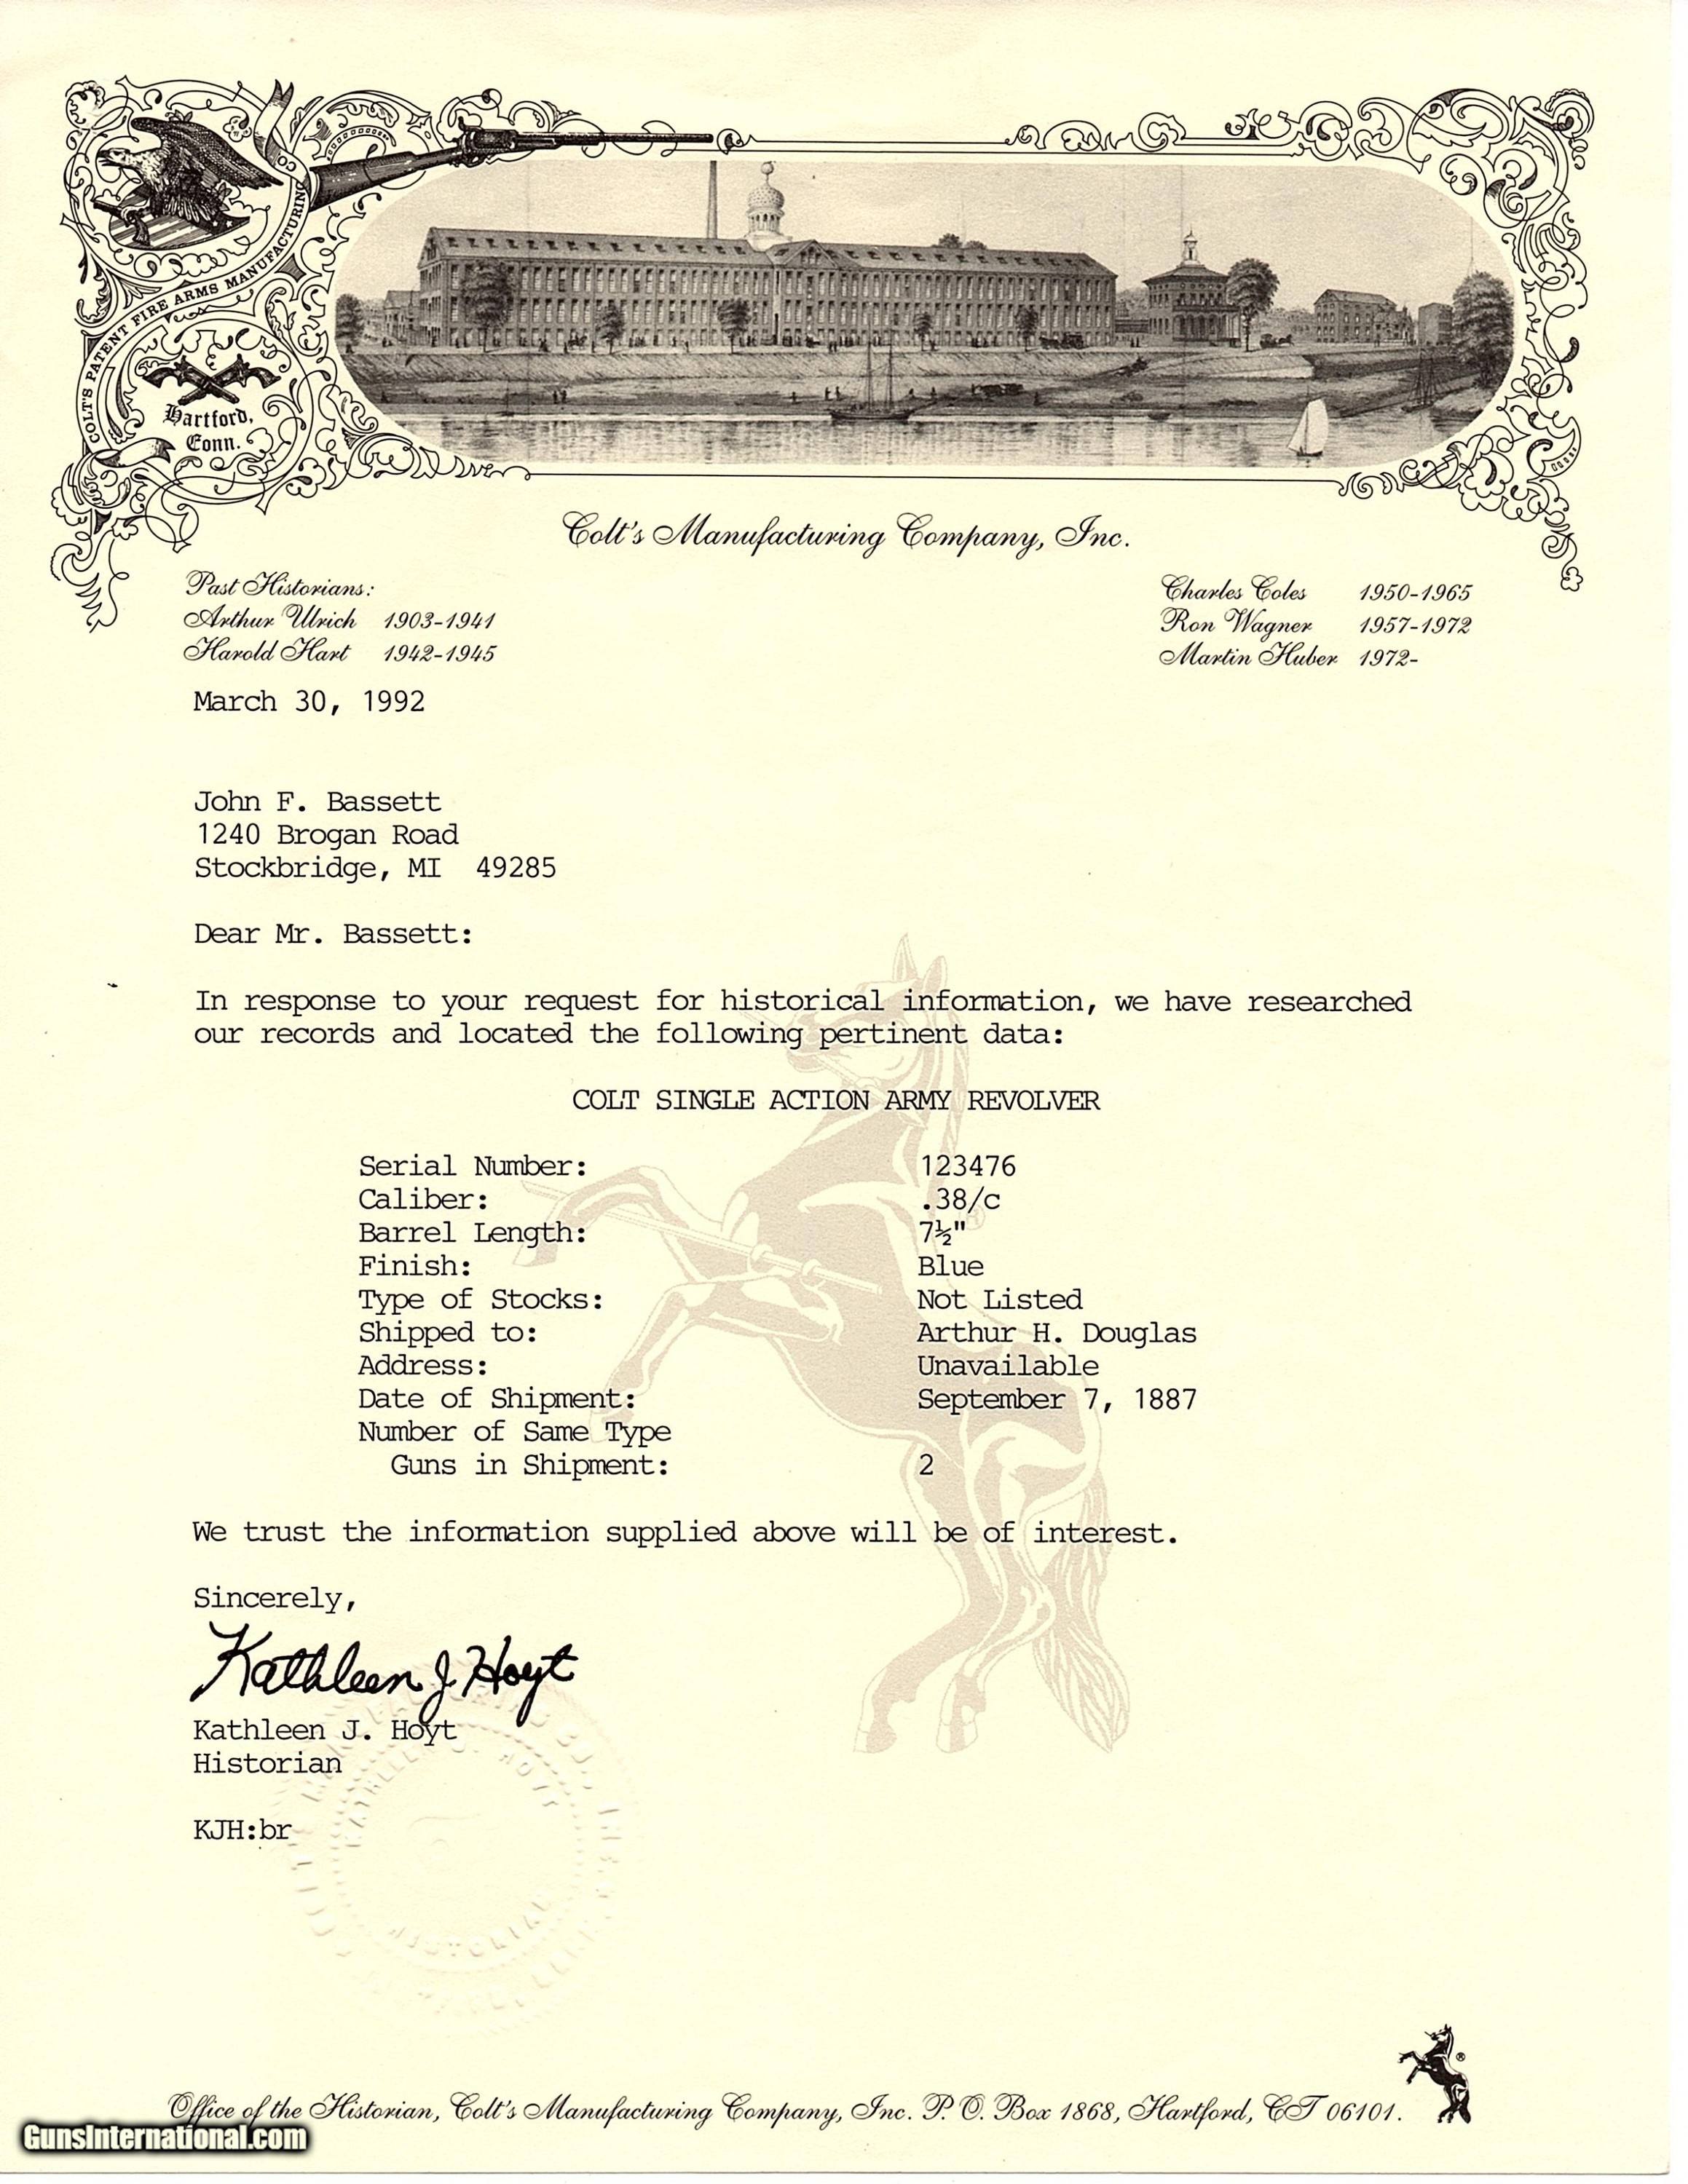 COLT'S PATENT FIRE ARMS MANUFACTURING CO
Hartford,
Conn.
Colt's Manufacturing Company, Inc.
Past Historians:
Arthur Ulrich 1903-1941
Harold Hart 1942-1945
Charles Coles 1950-1965
Ron Wagner 1957-1972
Martin Huber 1972-
March 30, 1992
John F. Bassett
1240 Brogan Road
Stockbridge, MI 49285
Dear Mr. Bassett:
In response to your request for historical information, we have researched
our records and located the following pertinent data:
COLT SINGLE ACTION ARMY REVOLVER
Serial Number: 123476
Caliber: .38/c
Barrel Length: 7½"
Finish: Blue
Type of Stocks: Not Listed
Shipped to: Arthur H. Douglas
Address: Unavailable
Date of Shipment: September 7, 1887
Number of Same Type
Guns in Shipment: 2
We trust the information supplied above will be of interest.
Sincerely,
Kathleen J. Hoyt
Kathleen J. Hoyt
Historian
KJH:br
KATHLEEN J. HOYT
HISTORIAN
®
Office of the Historian, Colt's Manufacturing Company, Inc. P. O. Box 1868, Hartford, CT 06101.
GunsInternational.com